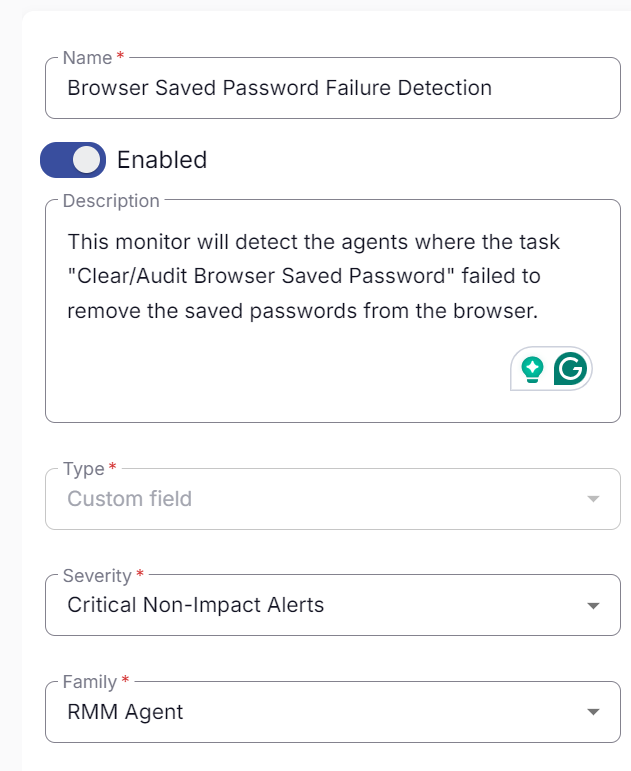 Name *
Browser Saved Password Failure Detection
Enabled
Description
This monitor will detect the agents where the task
"Clear/Audit Browser Saved Password" failed to
remove the saved passwords from the browser.
Type *
Custom field
Severity *
Critical Non-Impact Alerts
Family *
RMM Agent